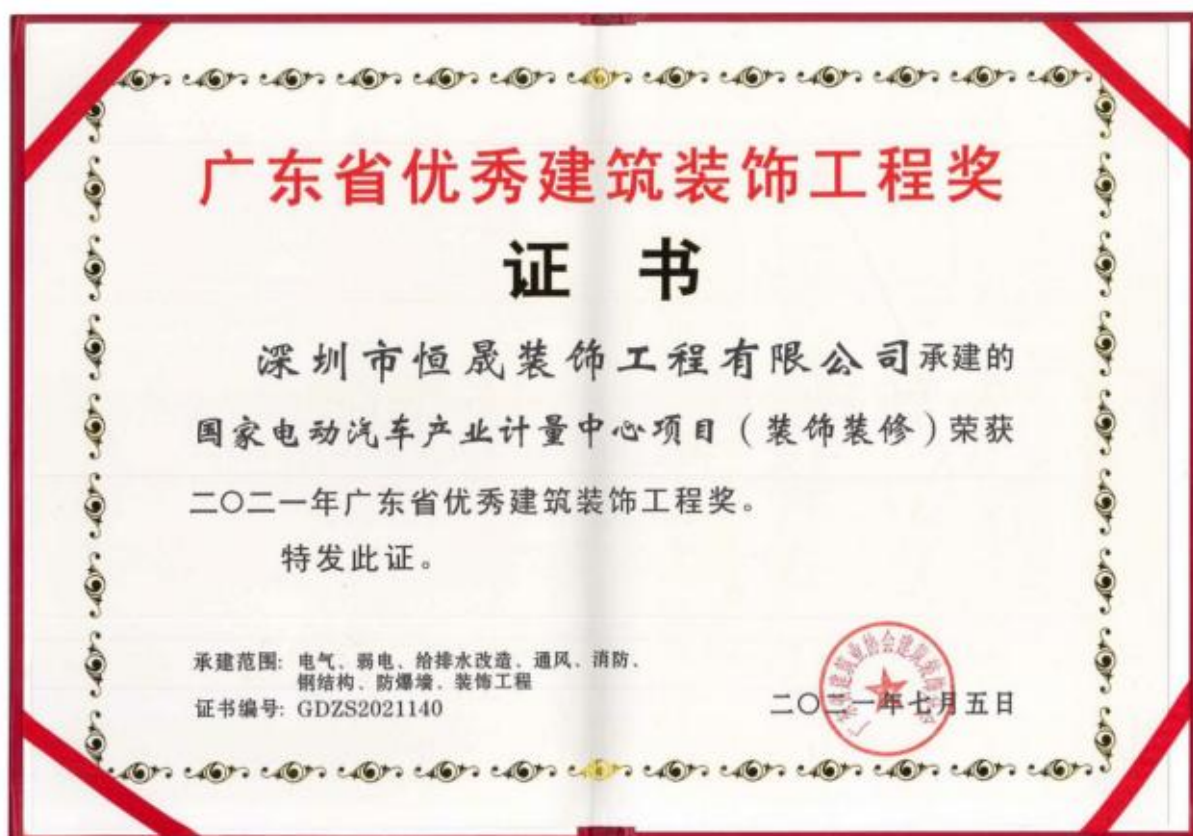 广东省优秀建筑装饰工程奖
证 书
深圳市恒晟装饰工程有限公司承建的
国家电动汽车产业计量中心项目（装饰装修）荣获
二〇二一年广东省优秀建筑装饰工程奖。
特发此证。
承建范围: 电气、弱电、给排水改造、通风、消防、
钢结构、防爆墙、装饰工程
证书编号: GDZS2021140
二〇二一年七月五日